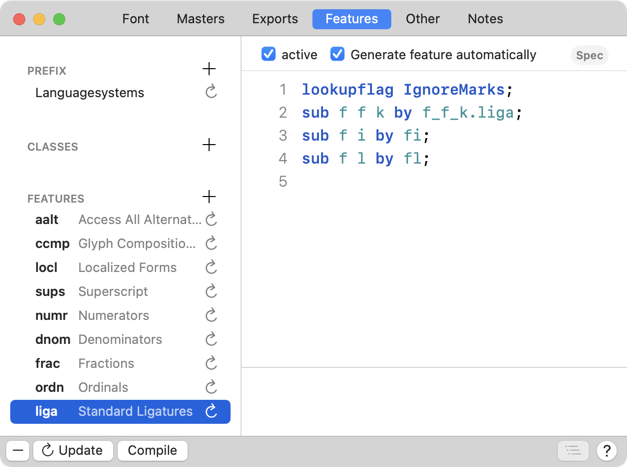 Font Masters Exports Features Other Notes
PREFIX
Languagesystems
CLASSES
FEATURES
aalt Access All Alternat...
ccmp Glyph Compositio...
locl Localized Forms
sups Superscript
numr Numerators
dnom Denominators
frac Fractions
ordn Ordinals
liga Standard Ligatures
active Generate feature automatically Spec
1 lookupflag IgnoreMarks;
2 sub f f k by f_f_k.liga;
3 sub f i by fi;
4 sub f l by fl;
5
Update Compile ?